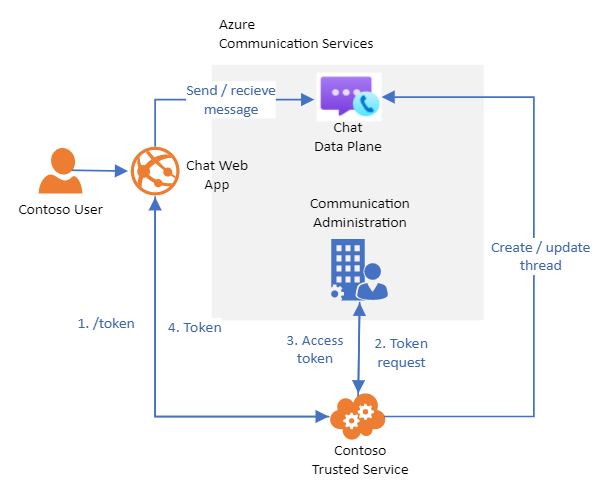 Azure
Communication Services
Send / recieve
message
Chat
Data Plane
Chat Web
App
Contoso User
Communication
Administration
Create / update
thread
1. /token
4. Token
3. Access
token
2. Token
request
Contoso
Trusted Service